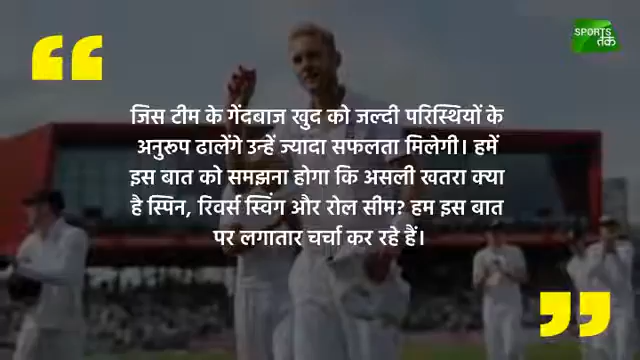 SPORTS
तक
जिस टीम के गेंदबाज खुद को जल्दी परिस्थियों के
अनुरूप ढालेंगे उन्हें ज्यादा सफलता मिलेगी। हमें
इस बात को समझना होगा कि असली खतरा क्या
है स्पिन, रिवर्स स्विंग और रोल सीम? हम इस बात
पर लगातार चर्चा कर रहे हैं।